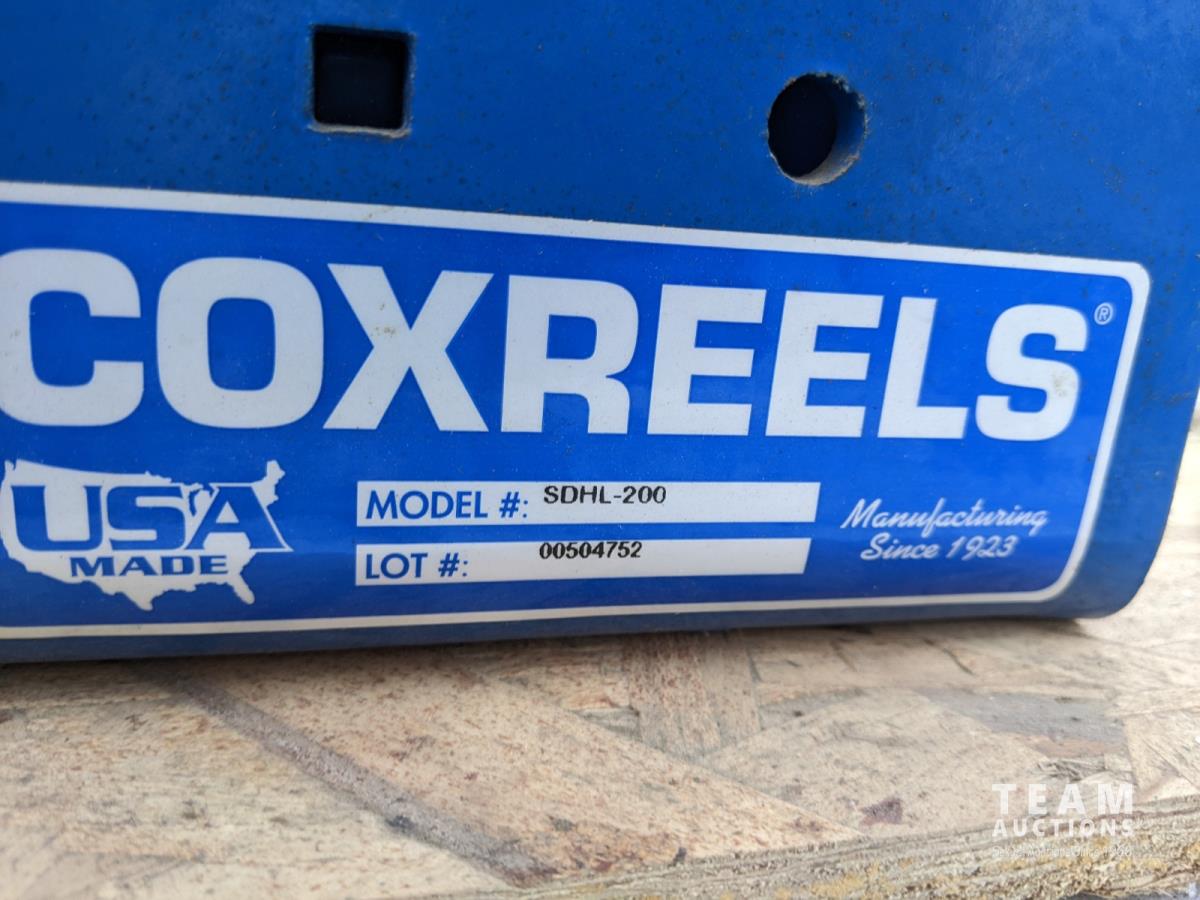 COXREELS®
USA
MADE
MODEL #: SDHL-200
LOT #: 00504752
Manufacturing
Since 1923
TEAM
AUCTIONS